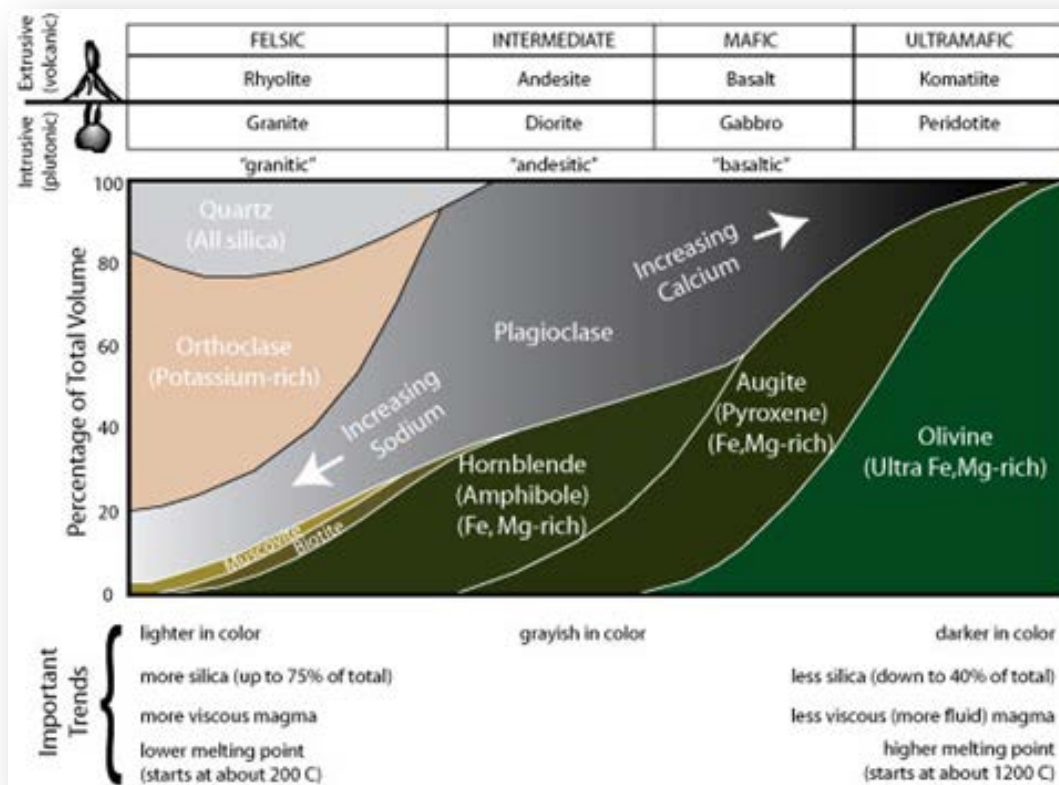 Extrusive
(volcanic)
FELSIC
INTERMEDIATE
MAFIC
ULTRAMAFIC
Rhyolite
Andesite
Basalt
Komatiite
Intrusive
(plutonic)
Granite
Diorite
Gabbro
Peridotite
"granitic"
"andesitic"
"basaltic"
Percentage of Total Volume
100
80
60
40
20
0
Quartz
(All silica)
Orthoclase
(Potassium-rich)
Increasing
Sodium
Plagioclase
Increasing
Calcium
Muscovite
Biotite
Hornblende
(Amphibole)
(Fe, Mg-rich)
Augite
(Pyroxene)
(Fe,Mg-rich)
Olivine
(Ultra Fe,Mg-rich)
Important
Trends
lighter in color
grayish in color
darker in color
more silica (up to 75% of total)
less silica (down to 40% of total)
more viscous magma
less viscous (more fluid) magma
lower melting point
(starts at about 200 C)
higher melting point
(starts at about 1200 C)